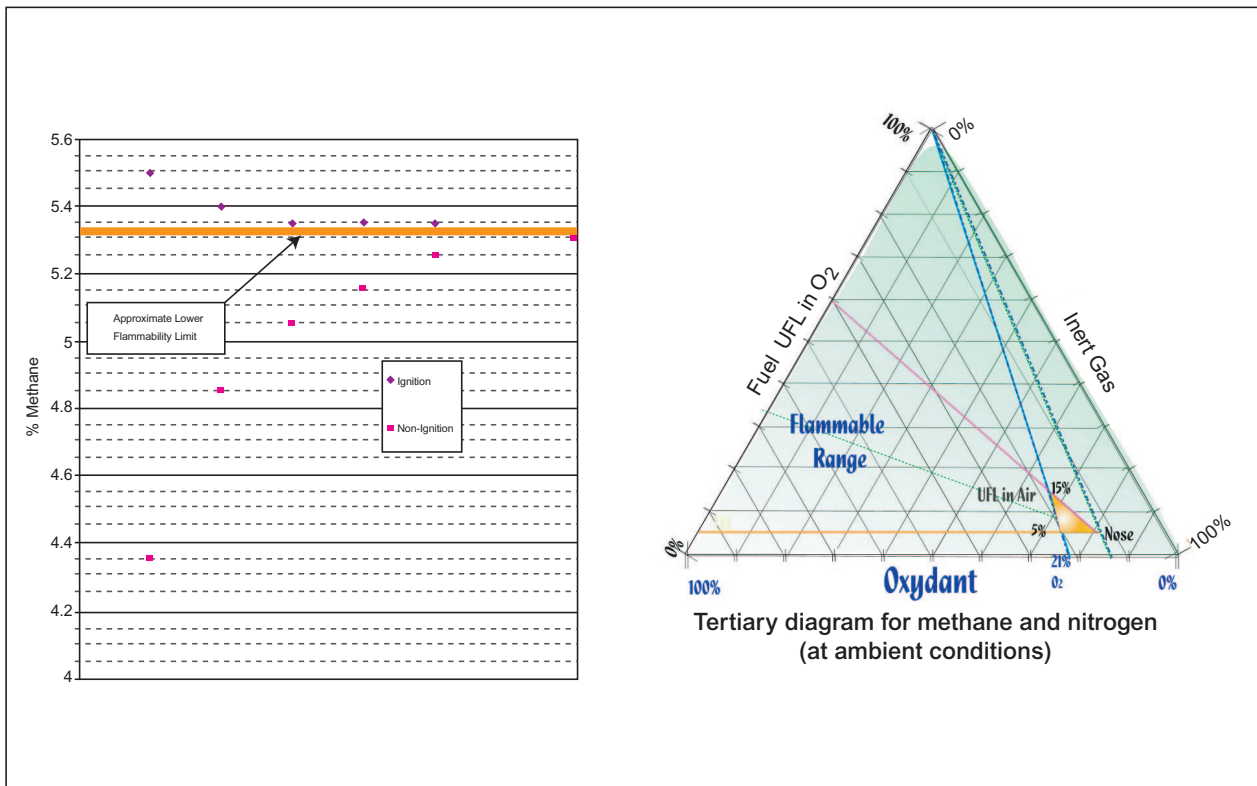 5.6
5.4
5.2
5
4.8
4.6
4.4
4.2
4
% Methane
Approximate Lower
Flammability Limit
Ignition
Non-Ignition
100%
0%
Fuel UFL in O2
Inert Gas
Flammable
Range
UFL in Air
15%
5%
Nose
0%
100%
100%
Oxydant
21%
O2
0%
Tertiary diagram for methane and nitrogen
(at ambient conditions)